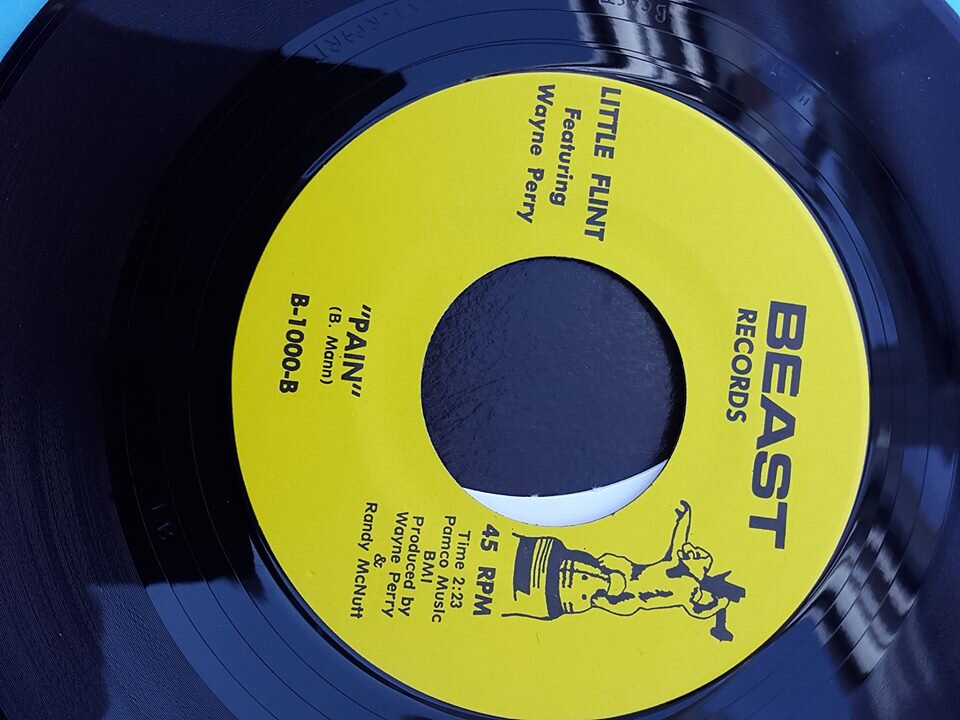 BEAST
RECORDS
LITTLE FLINT
Featuring
Wayne Perry
45 RPM
Time 2:23
Pamco Music
BMI
Produced by
Wayne Perry
&
Randy McNutt
"PAIN"
(B. Mann)
B-1000-B